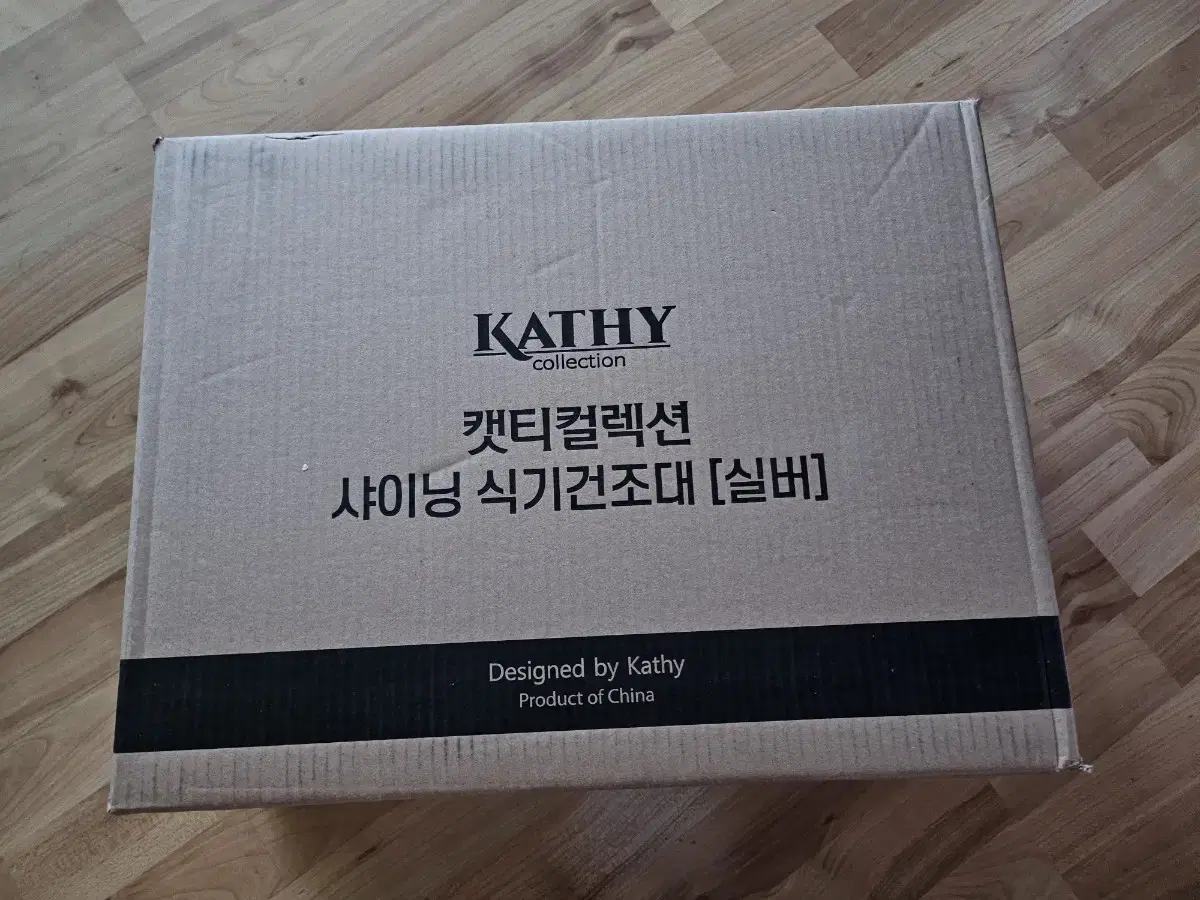 KATHY
collection
캣티컬렉션
샤이닝 식기건조대 [실버]
Designed by Kathy
Product of China